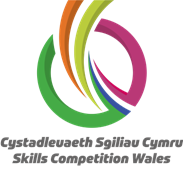 Cystadleuaeth Sgiliau Cymru
Skills Competition Wales